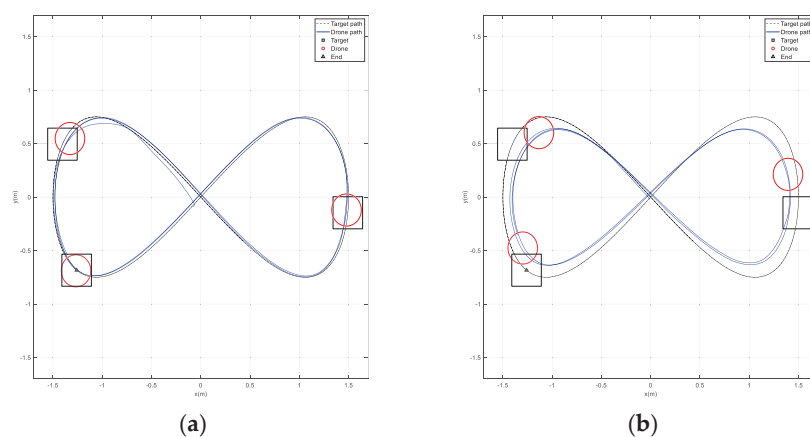 Target path
Drone path
Target
Drone
End
1.5
1
0.5
0
-0.5
-1
-1.5
y(m)
-1.5
-1
-0.5
0
0.5
1
1.5
x(m)
(a)
Target path
Drone path
Target
Drone
End
1.5
1
0.5
0
-0.5
-1
-1.5
y(m)
-1.5
-1
-0.5
0
0.5
1
1.5
x(m)
(b)